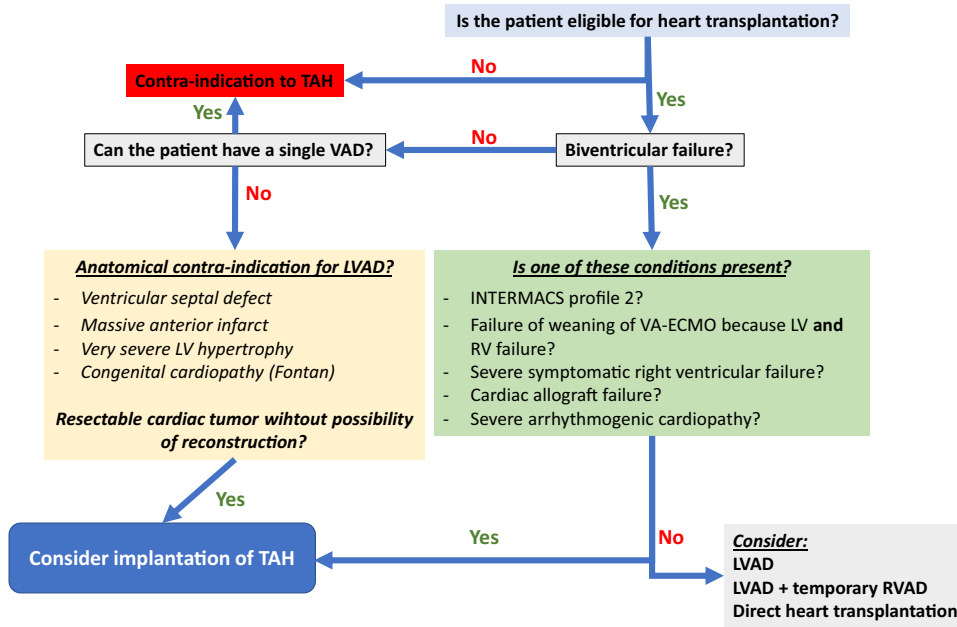 Is the patient eligible for heart transplantation?
No
Contra-indication to TAH
Yes
Yes
Can the patient have a single VAD?
No
Biventricular failure?
No
Yes
Anatomical contra-indication for LVAD?
- Ventricular septal defect
- Massive anterior infarct
- Very severe LV hypertrophy
- Congenital cardiopathy (Fontan)
Resectable cardiac tumor wihtout possibility
of reconstruction?
Is one of these conditions present?
- INTERMACS profile 2?
- Failure of weaning of VA-ECMO because LV and
RV failure?
- Severe symptomatic right ventricular failure?
- Cardiac allograft failure?
- Severe arrhythmogenic cardiopathy?
Yes
Consider implantation of TAH
Yes
No
Consider:
LVAD
LVAD + temporary RVAD
Direct heart transplantation